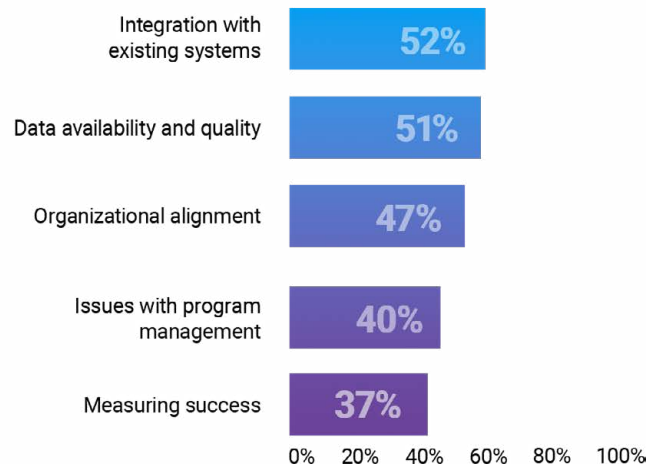 Integration with
existing systems
52%
Data availability and quality
51%
Organizational alignment
47%
Issues with program
management
40%
Measuring success
37%
0% 20% 40% 60% 80% 100%